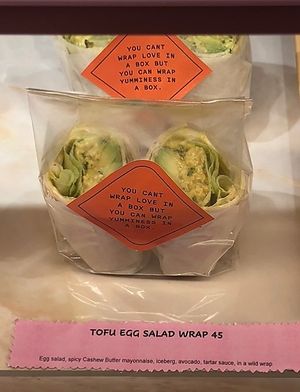 YOU CANT
WRAP LOVE IN
A BOX BUT
YOU CAN WRAP
YUMMINESS IN
A BOX.
YOU CANT
WRAP LOVE IN
A BOX BUT
YOU CAN WRAP
YUMMINESS IN
A BOX
TOFU EGG SALAD WRAP 45
Egg salad, spicy Cashew Butter mayonnaise, iceberg, avocado, tartar sauce, in a wild wrap